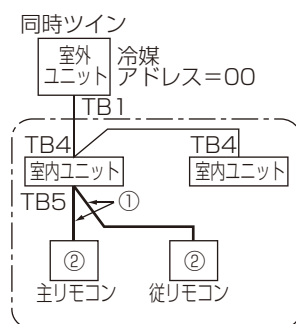 同時ツイン
室外
ユニット
冷媒
アドレス=00
TB1
TB4
TB4
室内ユニット
室内ユニット
TB5
①
②
②
主リモコン
従リモコン